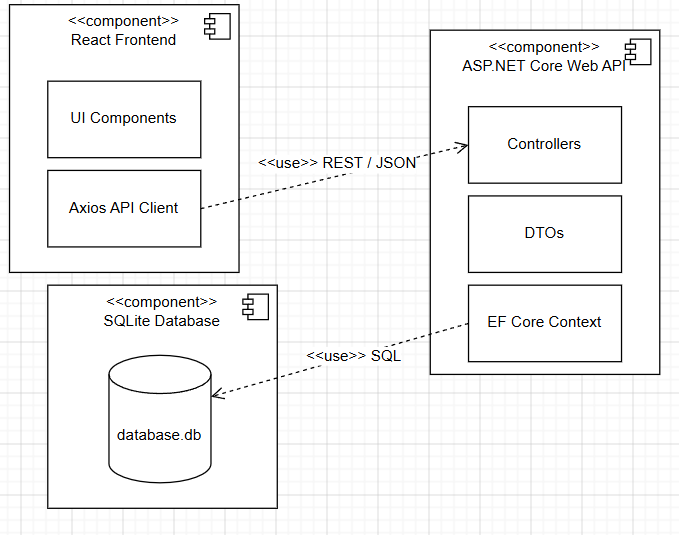 <<component>>
React Frontend
UI Components
Axios API Client
<<use>> REST / JSON
<<component>>
ASP.NET Core Web API
Controllers
DTOs
EF Core Context
<<use>> SQL
<<component>>
SQLite Database
database.db